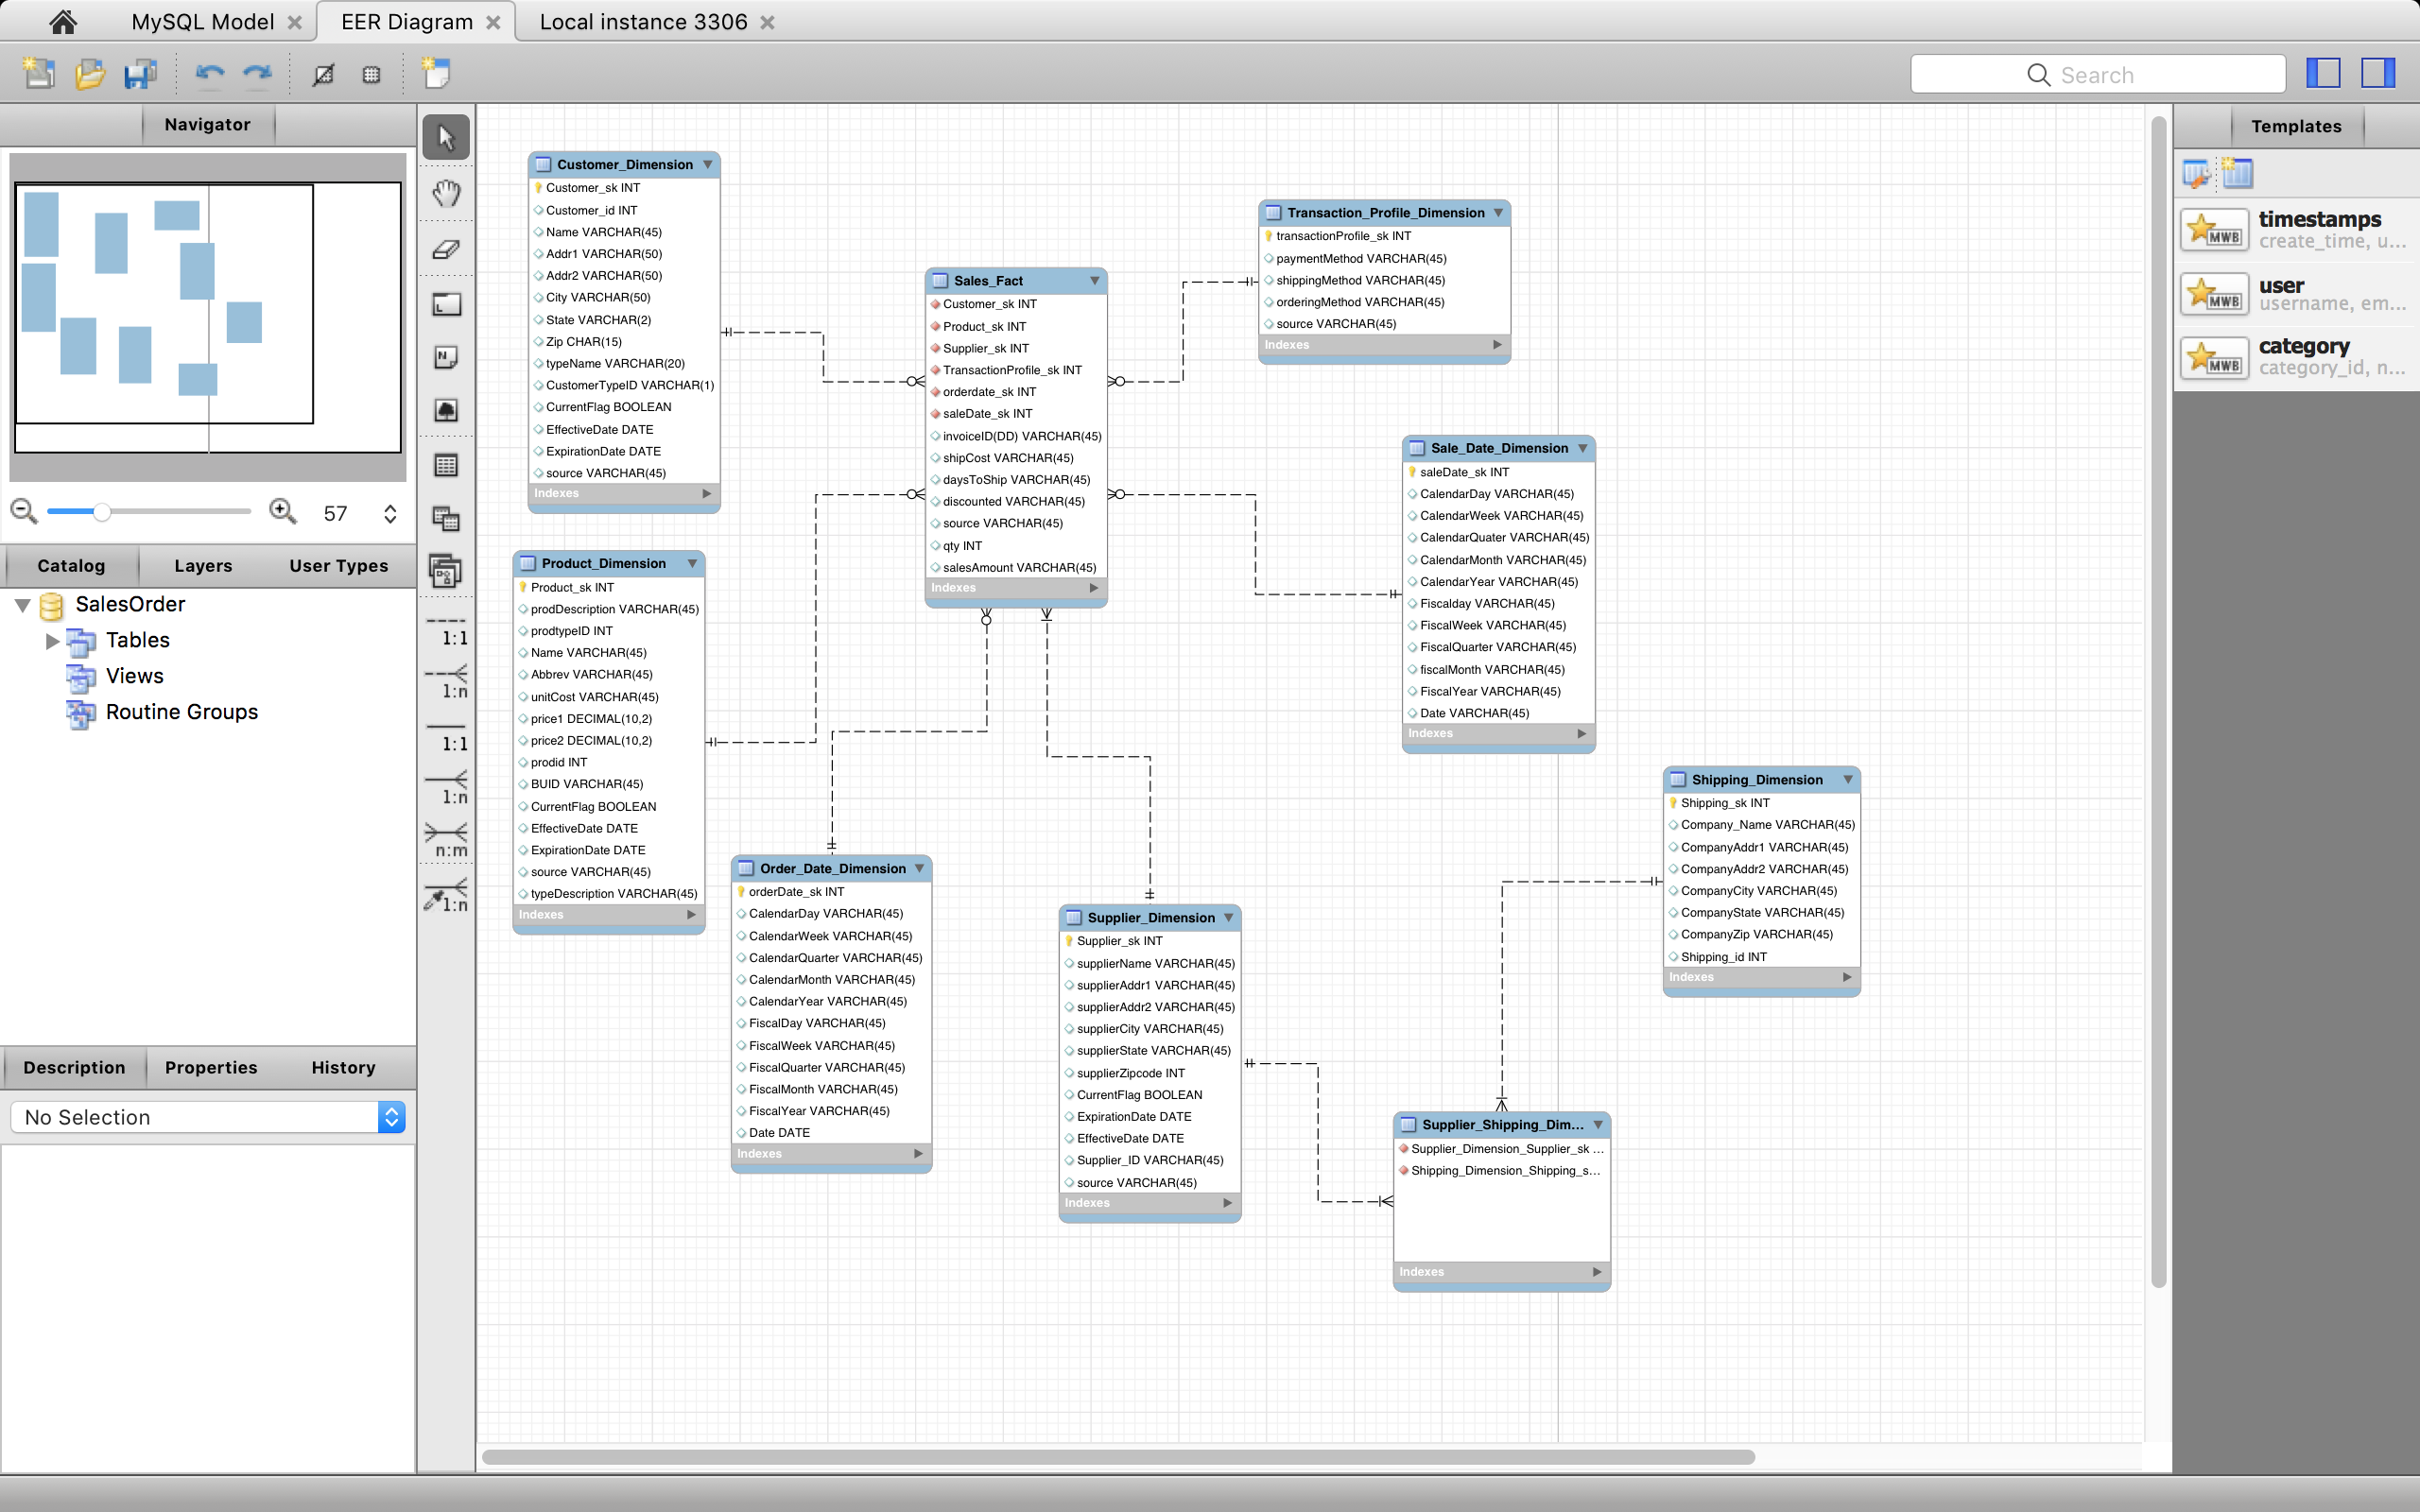 MySQL Model
EER Diagram
Local instance 3306
Search
Navigator
57
Catalog
Layers
User Types
SalesOrder
Tables
Views
Routine Groups
Description
Properties
History
No Selection
L
N
1:1
1:n
1:1
1:n
n:m
1:n
Customer_Dimension
Customer_sk INT
Customer_id INT
Name VARCHAR(45)
Addr1 VARCHAR(50)
Addr2 VARCHAR(50)
City VARCHAR(50)
State VARCHAR(2)
Zip CHAR(15)
typeName VARCHAR(20)
CustomerTypeID VARCHAR(1)
CurrentFlag BOOLEAN
EffectiveDate DATE
ExpirationDate DATE
source VARCHAR(45)
Indexes
Product_Dimension
Product_sk INT
prodDescription VARCHAR(45)
prodtypeID INT
Name VARCHAR(45)
Abbrev VARCHAR(45)
unitCost VARCHAR(45)
price1 DECIMAL(10,2)
price2 DECIMAL(10,2)
prodid INT
BUID VARCHAR(45)
CurrentFlag BOOLEAN
EffectiveDate DATE
ExpirationDate DATE
source VARCHAR(45)
typeDescription VARCHAR(45)
Indexes
Sales_Fact
Customer_sk INT
Product_sk INT
Supplier_sk INT
TransactionProfile_sk INT
orderdate_sk INT
saleDate_sk INT
invoiceID(DD) VARCHAR(45)
shipCost VARCHAR(45)
daysToShip VARCHAR(45)
discounted VARCHAR(45)
source VARCHAR(45)
qty INT
salesAmount VARCHAR(45)
Indexes
Transaction_Profile_Dimension
transactionProfile_sk INT
paymentMethod VARCHAR(45)
shippingMethod VARCHAR(45)
orderingMethod VARCHAR(45)
source VARCHAR(45)
Indexes
Sale_Date_Dimension
saleDate_sk INT
CalendarDay VARCHAR(45)
CalendarWeek VARCHAR(45)
CalendarQuater VARCHAR(45)
CalendarMonth VARCHAR(45)
CalendarYear VARCHAR(45)
Fiscalday VARCHAR(45)
FiscalWeek VARCHAR(45)
FiscalQuarter VARCHAR(45)
fiscalMonth VARCHAR(45)
FiscalYear VARCHAR(45)
Date VARCHAR(45)
Indexes
Order_Date_Dimension
orderDate_sk INT
CalendarDay VARCHAR(45)
CalendarWeek VARCHAR(45)
CalendarQuarter VARCHAR(45)
CalendarMonth VARCHAR(45)
CalendarYear VARCHAR(45)
FiscalDay VARCHAR(45)
FiscalWeek VARCHAR(45)
FiscalQuarter VARCHAR(45)
FiscalMonth VARCHAR(45)
FiscalYear VARCHAR(45)
Date DATE
Indexes
Supplier_Dimension
Supplier_sk INT
supplierName VARCHAR(45)
supplierAddr1 VARCHAR(45)
supplierAddr2 VARCHAR(45)
supplierCity VARCHAR(45)
supplierState VARCHAR(45)
supplierZipcode INT
CurrentFlag BOOLEAN
ExpirationDate DATE
EffectiveDate DATE
Supplier_ID VARCHAR(45)
source VARCHAR(45)
Indexes
Shipping_Dimension
Shipping_sk INT
Company_Name VARCHAR(45)
CompanyAddr1 VARCHAR(45)
CompanyAddr2 VARCHAR(45)
CompanyCity VARCHAR(45)
CompanyState VARCHAR(45)
CompanyZip VARCHAR(45)
Shipping_id INT
Indexes
Supplier_Shipping_Dim...
Supplier_Dimension_Supplier_sk ...
Shipping_Dimension_Shipping_s...
Indexes
Templates
MWB
timestamps
create_time, u...
MWB
user
username, em...
MWB
category
category_id, n...